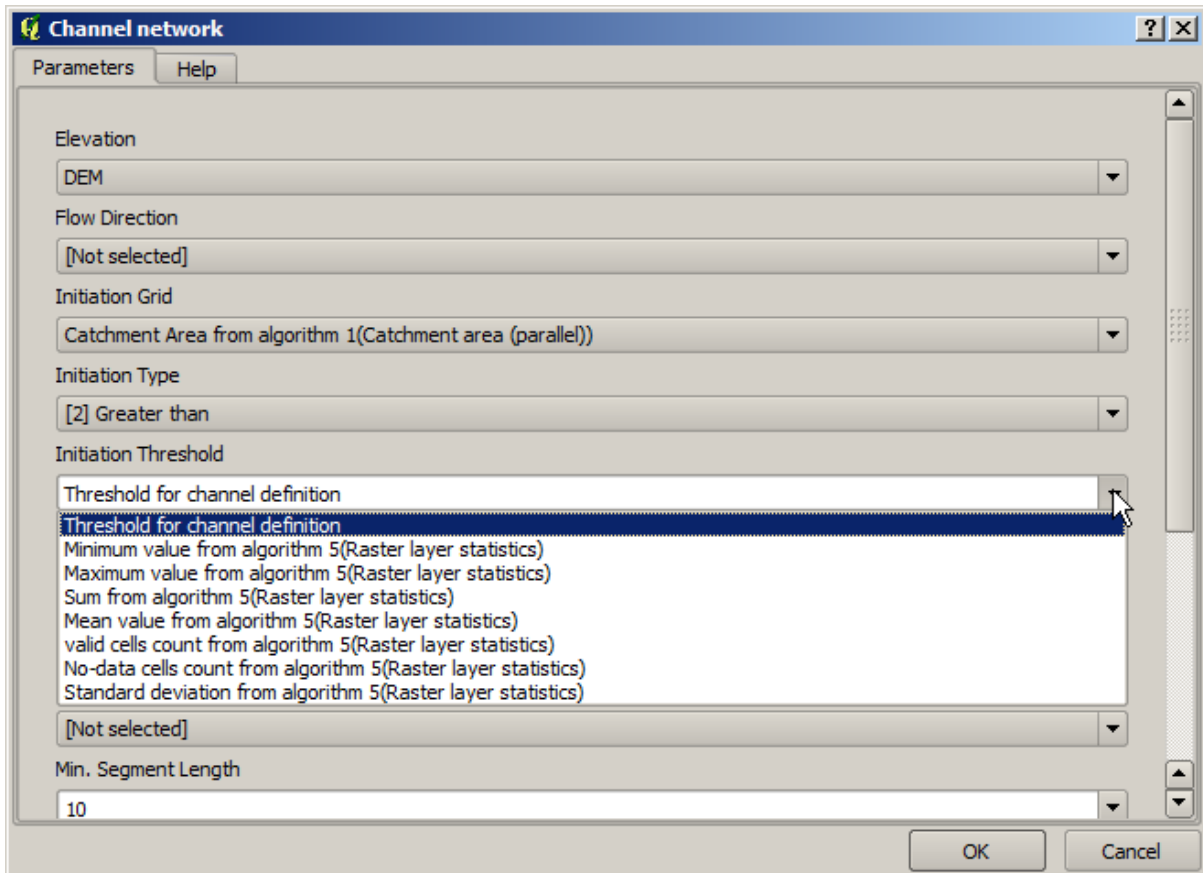 Channel network
Parameters
Help
Elevation
DEM
Flow Direction
[Not selected]
Initiation Grid
Catchment Area from algorithm 1(Catchment area (parallel))
Initiation Type
[2] Greater than
Initiation Threshold
Threshold for channel definition
Threshold for channel definition
Minimum value from algorithm 5(Raster layer statistics)
Maximum value from algorithm 5(Raster layer statistics)
Sum from algorithm 5(Raster layer statistics)
Mean value from algorithm 5(Raster layer statistics)
valid cells count from algorithm 5(Raster layer statistics)
No-data cells count from algorithm 5(Raster layer statistics)
Standard deviation from algorithm 5(Raster layer statistics)
[Not selected]
Min. Segment Length
10
OK
Cancel